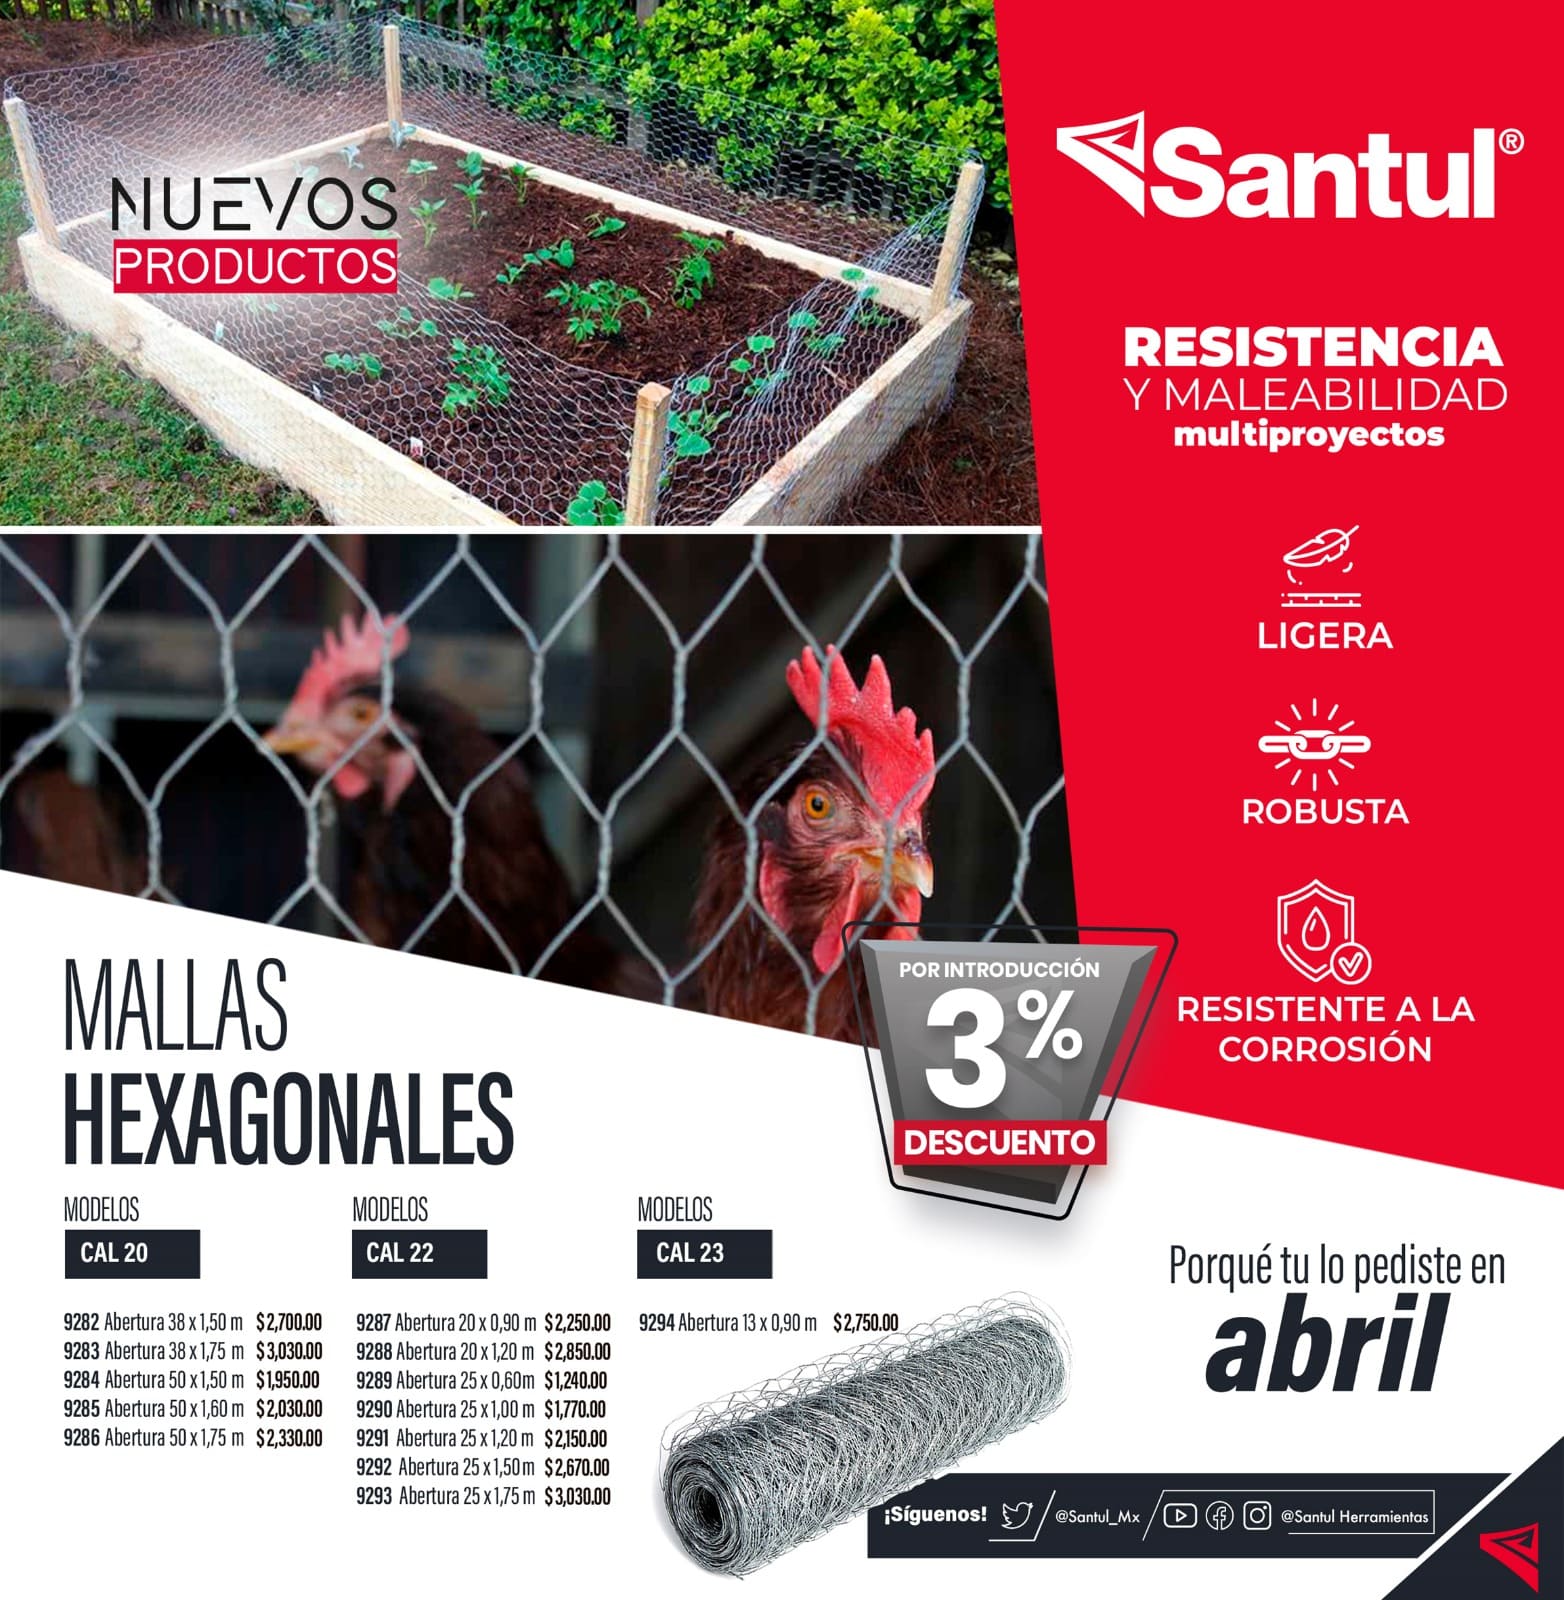 NUEVOS
PRODUCTOS
Santul®
RESISTENCIA
Y MALEABILIDAD
multiproyectos
LIGERA
ROBUSTA
RESISTENTE A LA
CORROSIÓN
POR INTRODUCCIÓN
3%
DESCUENTO
MALLAS
HEXAGONALES
MODELOS
CAL 20
9282 Abertura 38 x 1,50 m $2,700.00
9283 Abertura 38 x 1,75 m $3,030.00
9284 Abertura 50 x 1,50 m $1,950.00
9285 Abertura 50 x 1,60 m $2,030.00
9286 Abertura 50 x 1,75 m $2,330.00
MODELOS
CAL 22
9287 Abertura 20 x 0,90 m $2,250.00
9288 Abertura 20 x 1,20 m $2,850.00
9289 Abertura 25 x 0,60m $1,240.00
9290 Abertura 25 x 1,00 m $1,770.00
9291 Abertura 25 x 1,20 m $2,150.00
9292 Abertura 25 x 1,50m $2,670.00
9293 Abertura 25 x 1,75 m $3,030.00
MODELOS
CAL 23
9294 Abertura 13 x 0,90 m $2,750.00
Porqué tu lo pediste en
abril
¡Síguenos!
@Santul_Mx
@Santul Herramientas